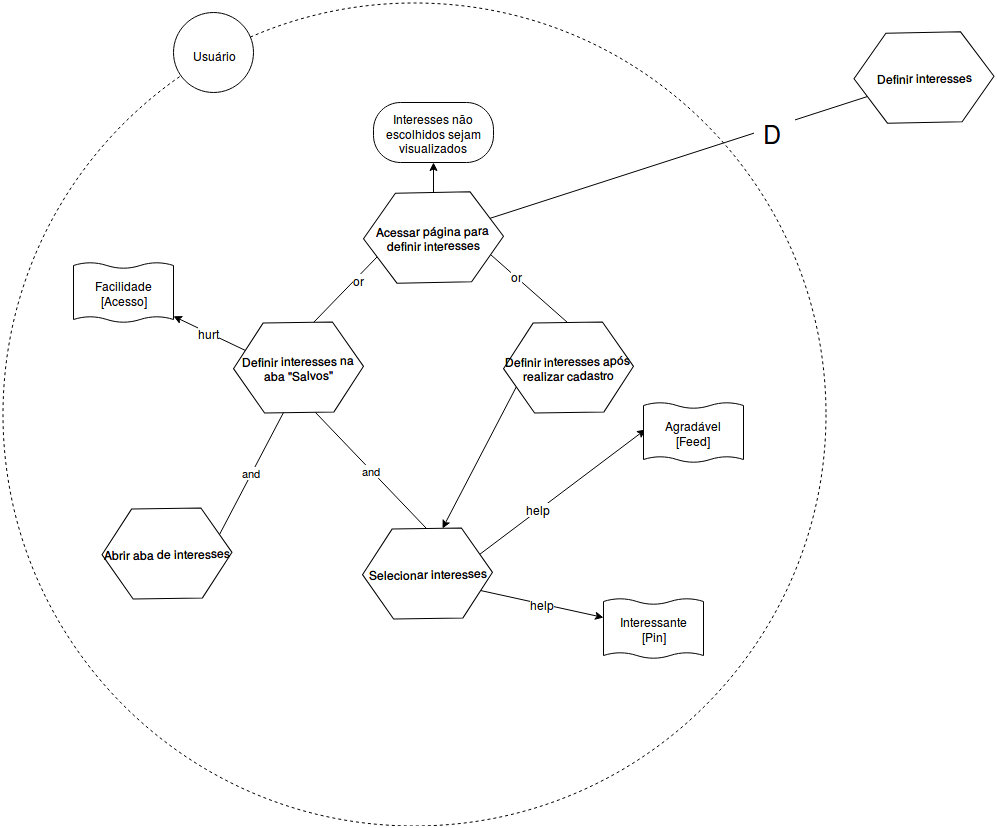 Usuário
Definir interesses
D
Interesses não
escolhidos sejam
visualizados
Acessar página para
definir interesses
or
or
Facilidade
[Acesso]
hurt
Definir interesses na
aba "Salvos"
Definir interesses após
realizar cadastro
Agradável
[Feed]
and
and
help
Abrir aba de interesses
Selecionar interesses
help
Interessante
[Pin]